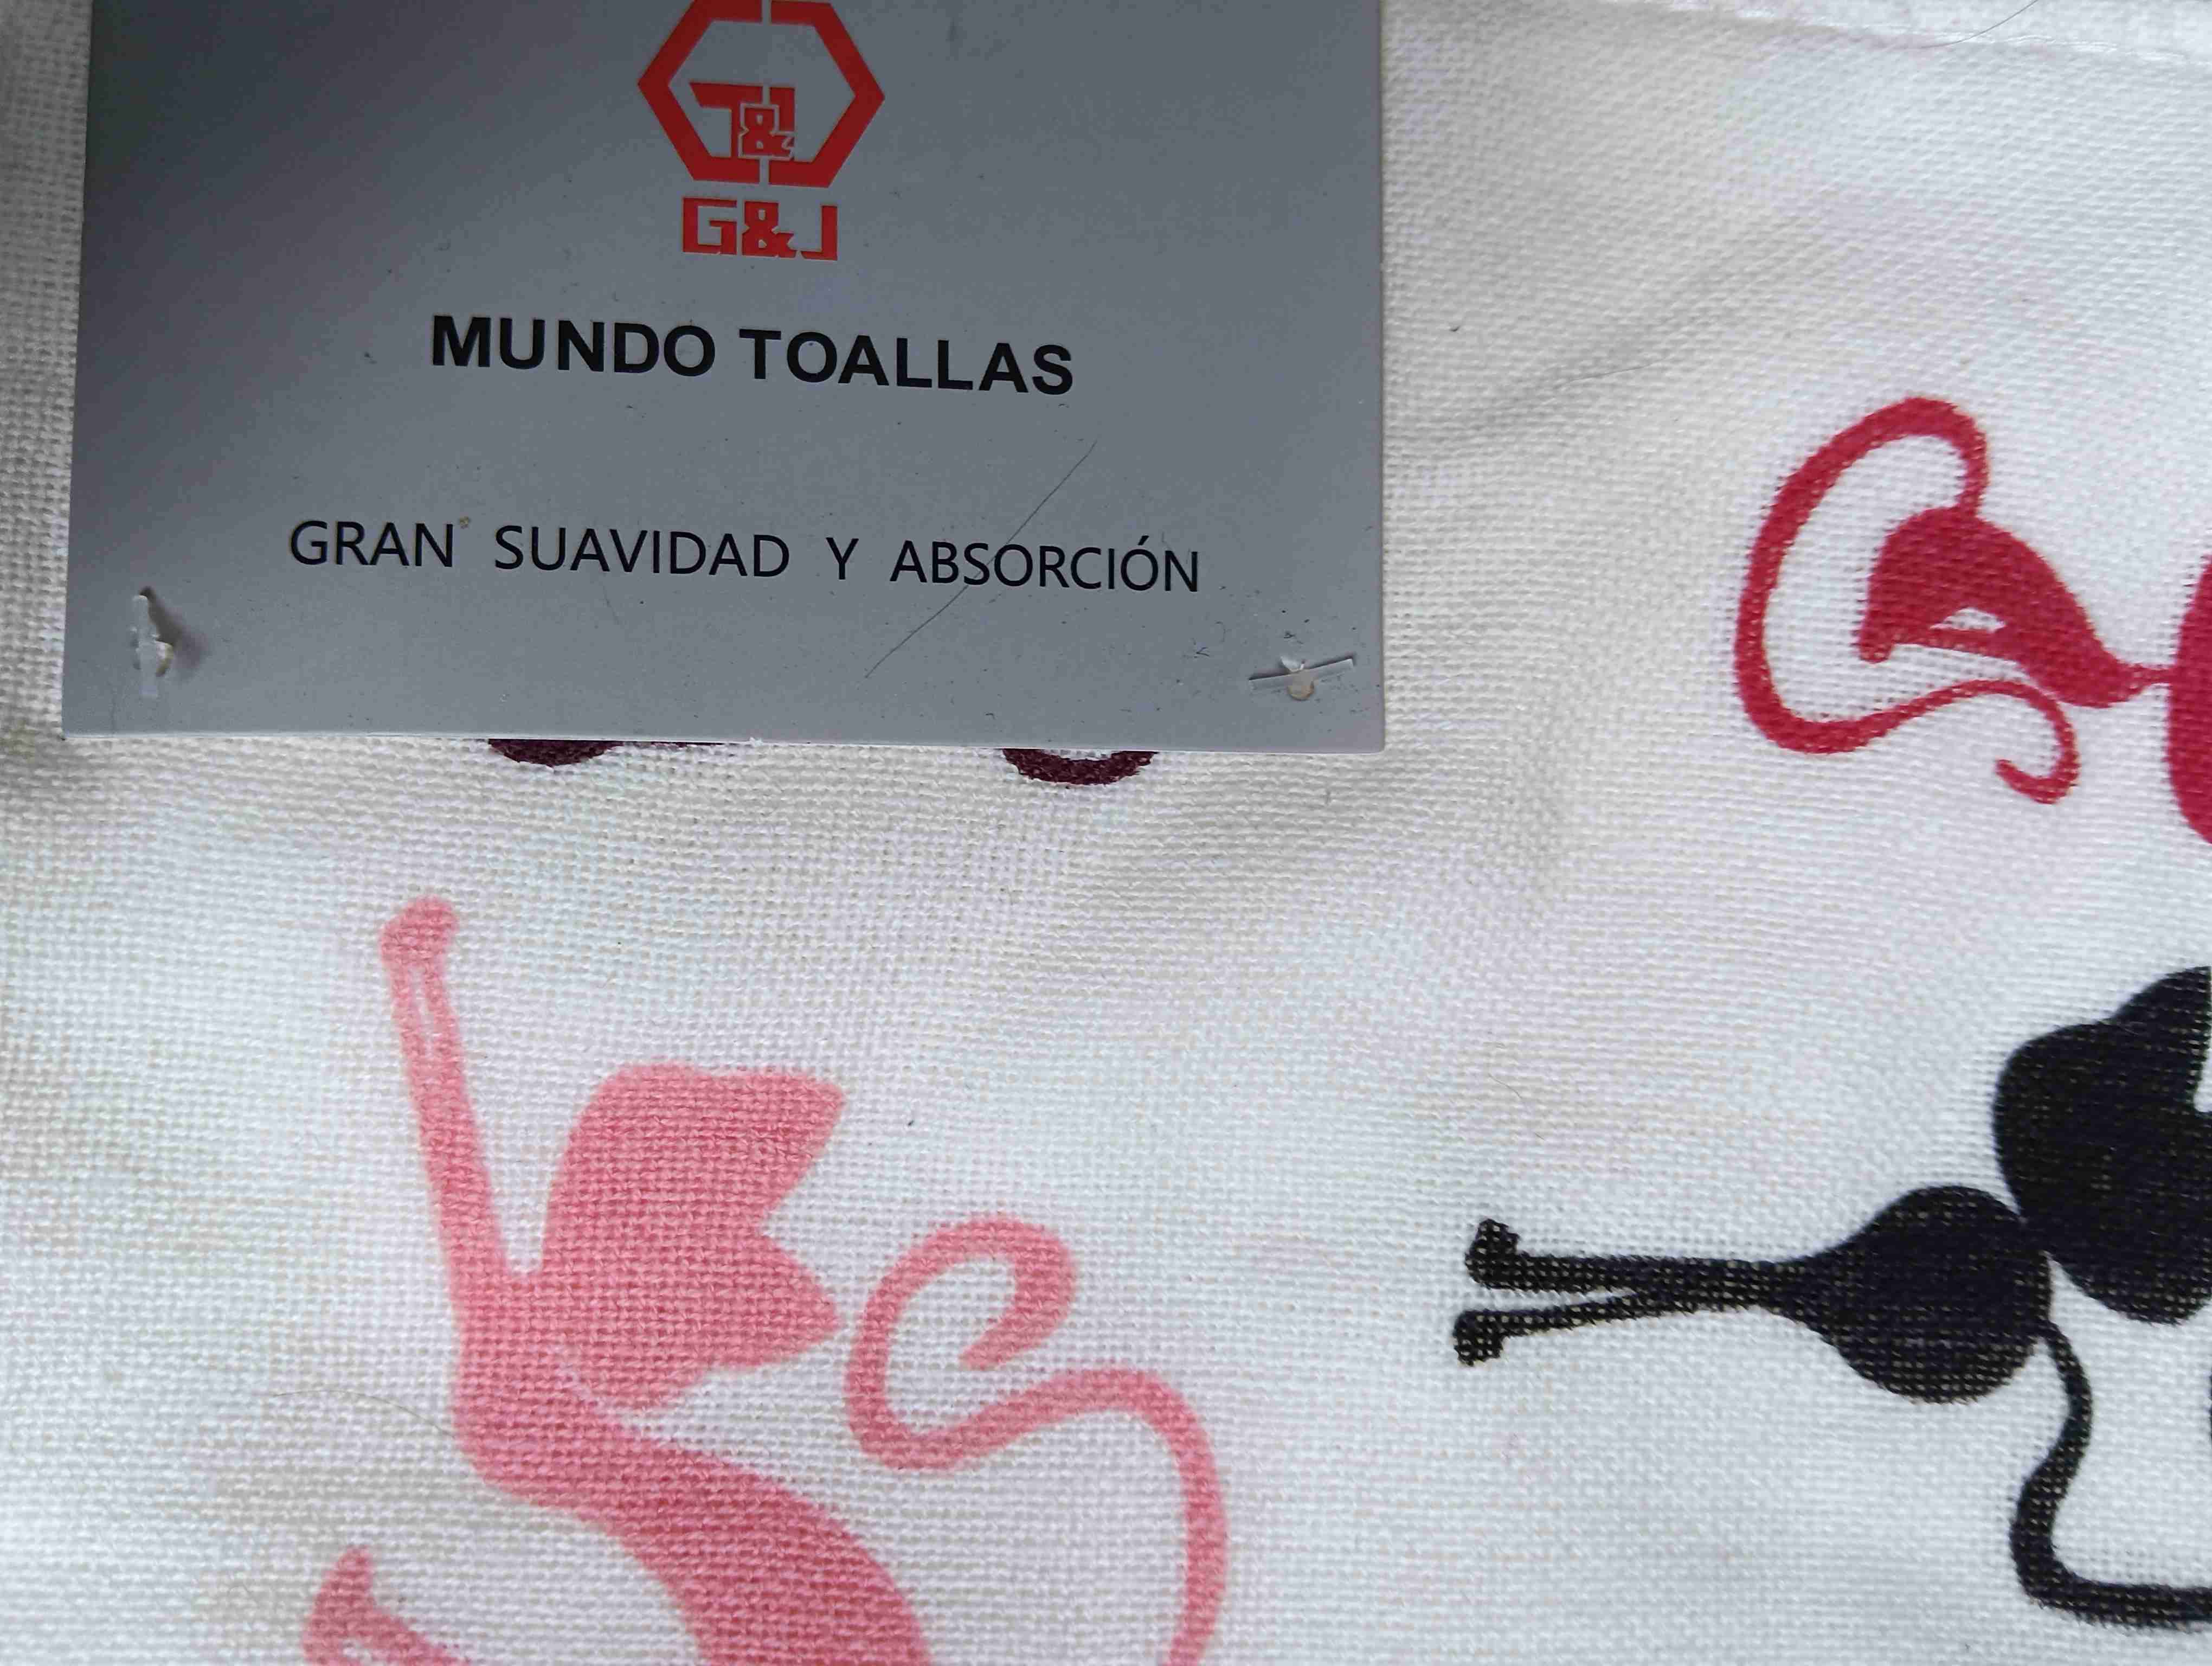 G&J
MUNDO TOALLAS
GRAN SUAVIDAD Y ABSORCIÓN